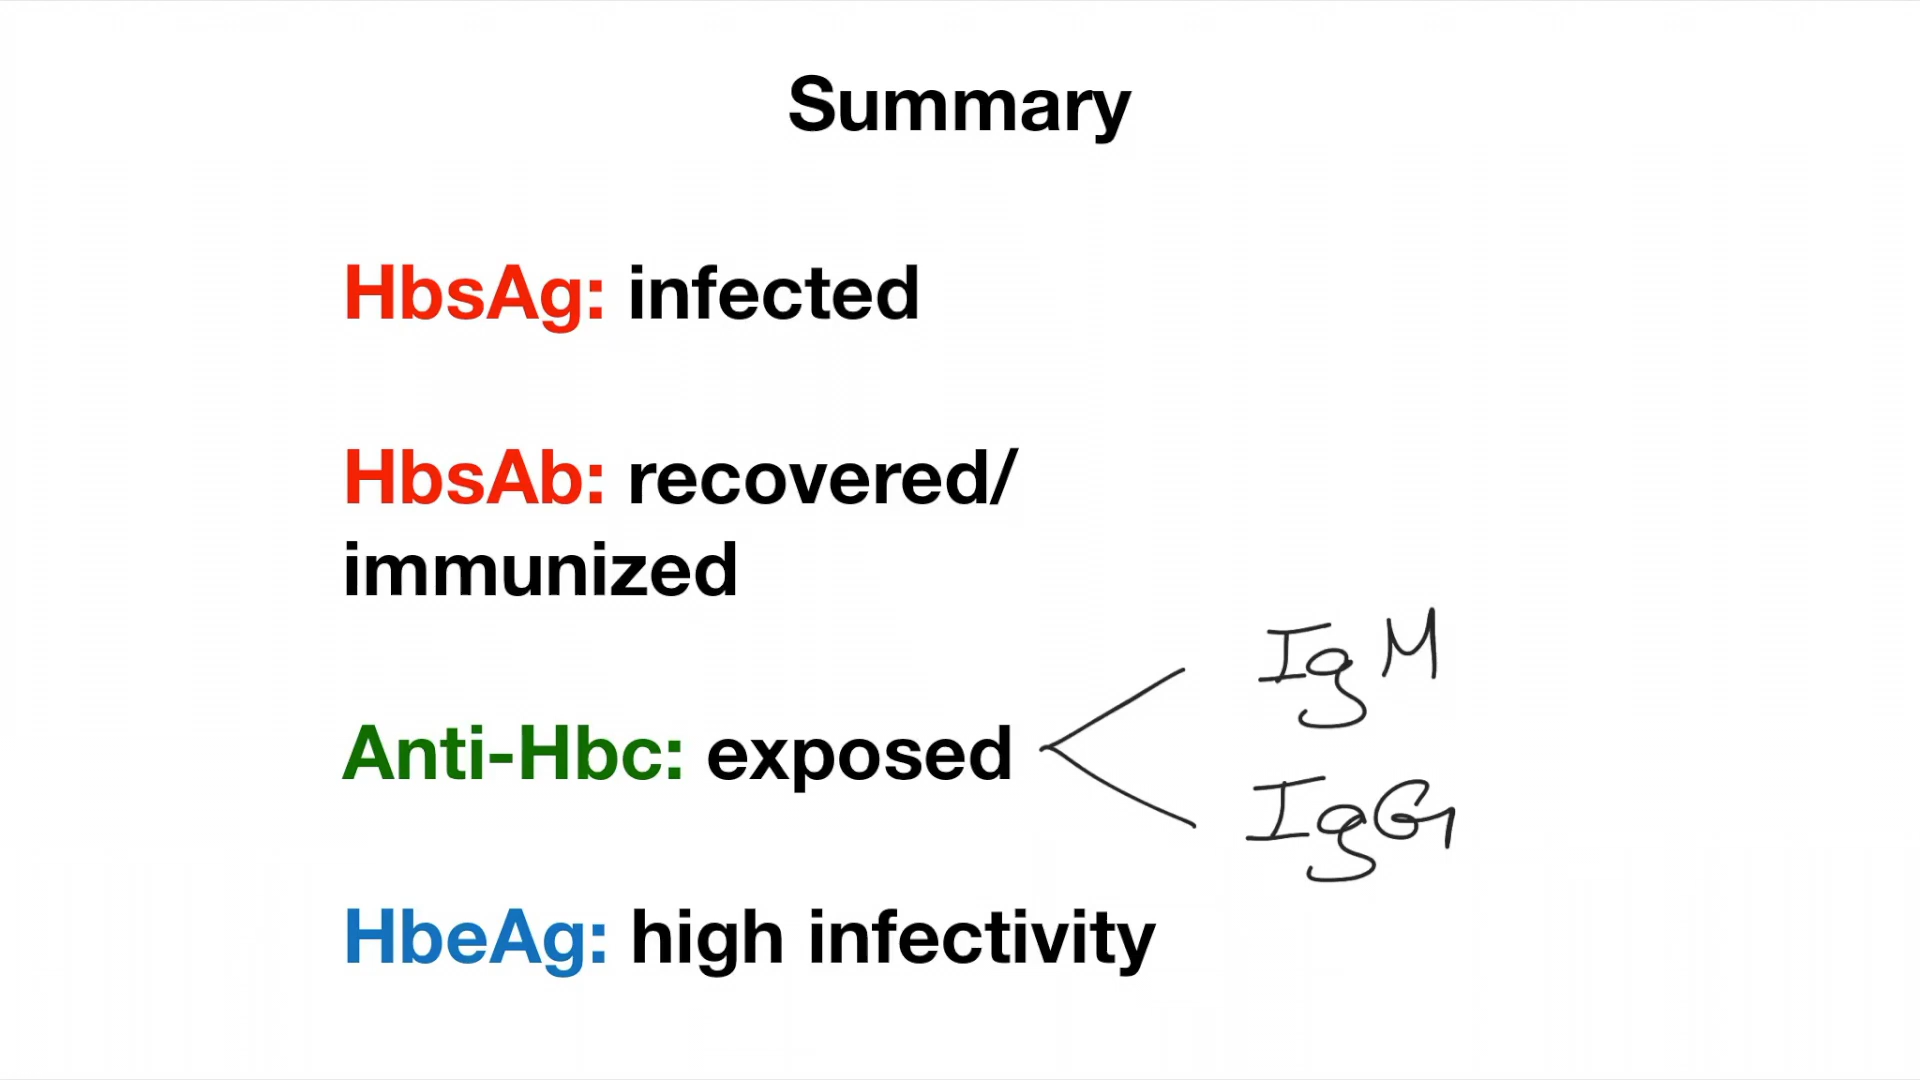 Summary
HbsAg: infected
HbsAb: recovered/
immunized
IgM
Anti-Hbc: exposed
IgG
HbeAg: high infectivity